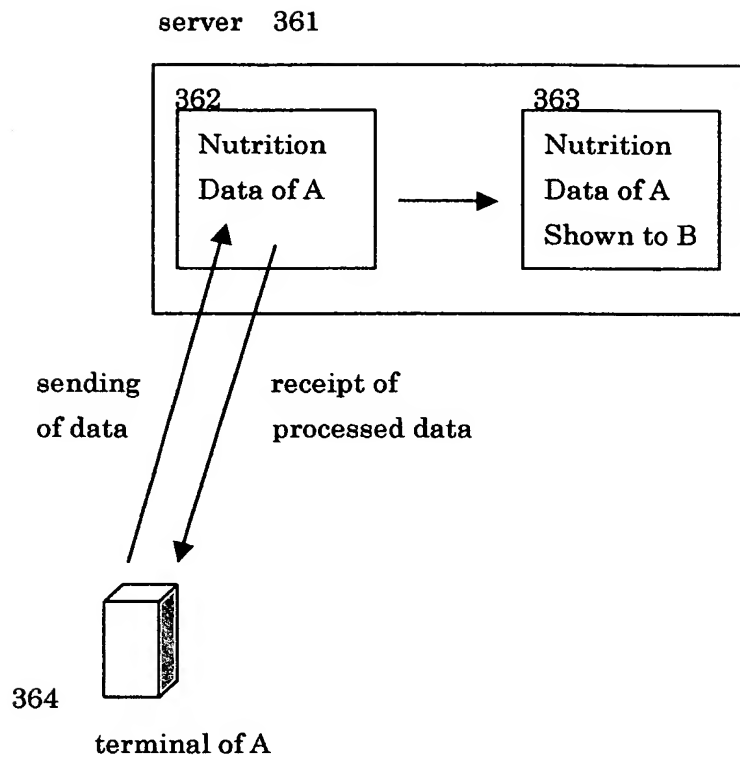 server 361
362
Nutrition
Data of A
363
Nutrition
Data of A
Shown to B
sending
of data
receipt of
processed data
364
terminal of A